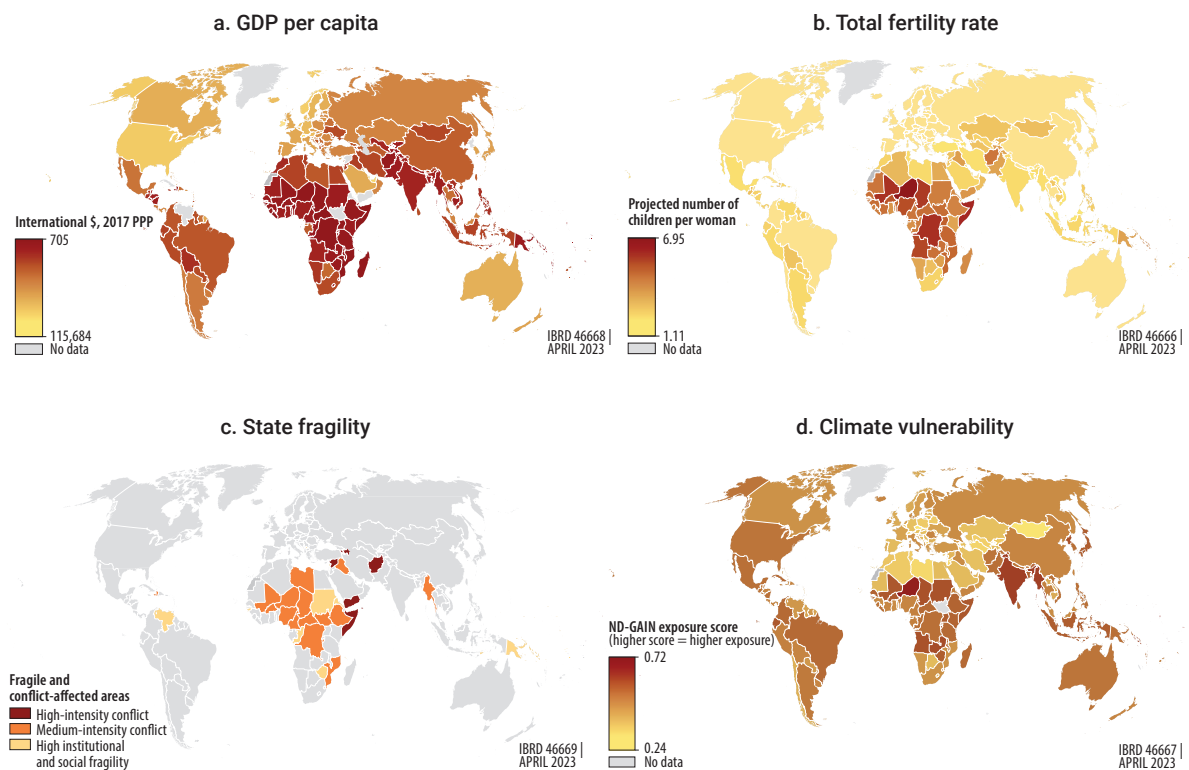 a. GDP per capita
International $, 2017 PPP
705
115,684
No data
IBRD 46668 |
APRIL 2023
b. Total fertility rate
Projected number of
children per woman
6.95
1.11
No data
IBRD 46666 |
APRIL 2023
c. State fragility
Fragile and
conflict-affected areas
High-intensity conflict
Medium-intensity conflict
High institutional
and social fragility
IBRD 46669 |
APRIL 2023
d. Climate vulnerability
ND-GAIN exposure score
(higher score = higher exposure)
0.72
0.24
No data
IBRD 46667 |
APRIL 2023